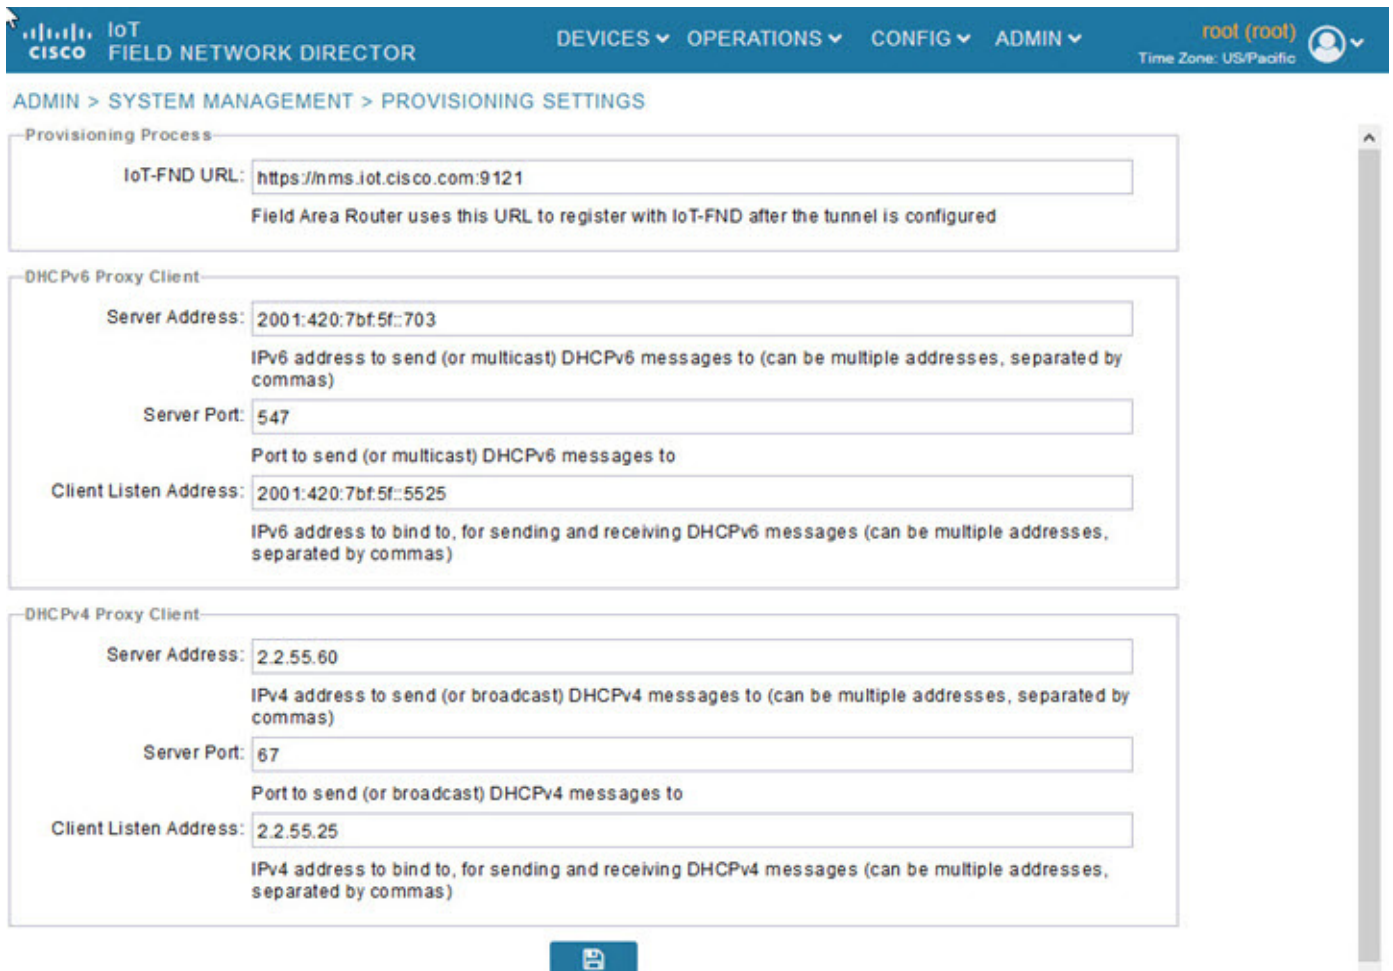 IoT
CISCO FIELD NETWORK DIRECTOR
DEVICES OPERATIONS CONFIG ADMIN
root (root)
Time Zone: US/Pacific
ADMIN > SYSTEM MANAGEMENT > PROVISIONING SETTINGS
Provisioning Process
IoT-FND URL: https://nms.iot.cisco.com:9121
Field Area Router uses this URL to register with IoT-FND after the tunnel is configured
DHCPv6 Proxy Client
Server Address: 2001:420:7bf:5f::703
IPv6 address to send (or multicast) DHCPv6 messages to (can be multiple addresses, separated by
commas)
Server Port: 547
Port to send (or multicast) DHCPv6 messages to
Client Listen Address: 2001:420:7bf:5f::5525
IPv6 address to bind to, for sending and receiving DHCPv6 messages (can be multiple addresses,
separated by commas)
DHCPv4 Proxy Client
Server Address: 2.2.55.60
IPv4 address to send (or broadcast) DHCPv4 messages to (can be multiple addresses, separated by
commas)
Server Port: 67
Port to send (or broadcast) DHCPv4 messages to
Client Listen Address: 2.2.55.25
IPv4 address to bind to, for sending and receiving DHCPv4 messages (can be multiple addresses,
separated by commas)